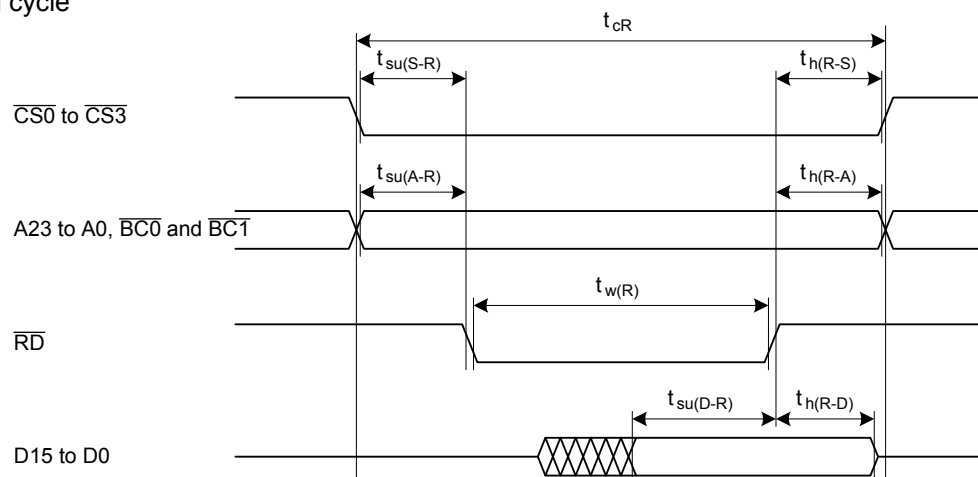 cycle
tcR
tsu(S-R) th(R-S)
CS0 to CS3
tsu(A-R) th(R-A)
A23 to A0, BC0 and BC1
tw(R)
RD
tsu(D-R) th(R-D)
D15 to D0